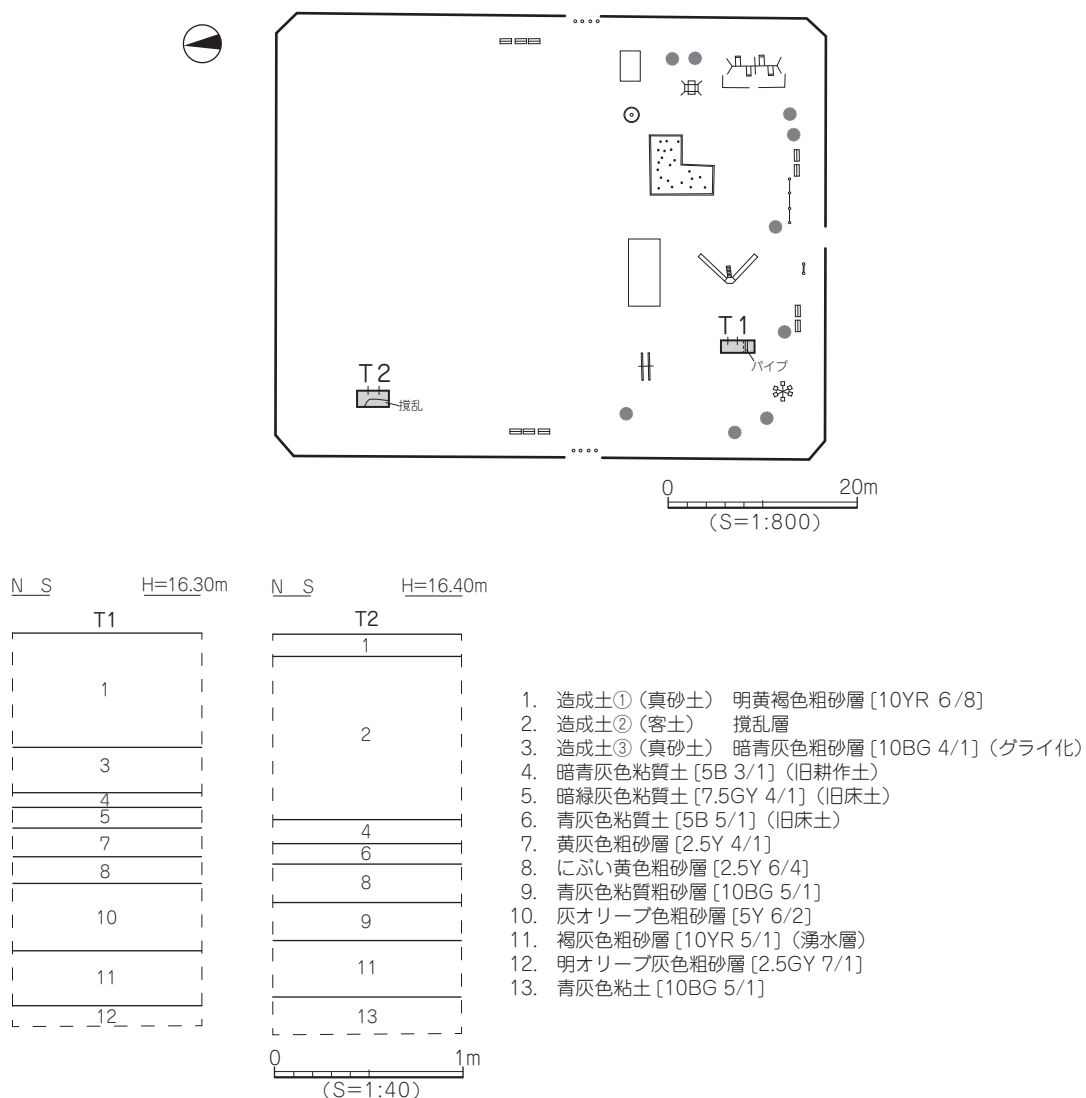 T1
パイプ
T2
撹乱
0 20m
(S=1:800)
N S H=16.30m
T1
1
3
4
5
7
8
10
11
12
N S H=16.40m
T2
1
2
4
6
8
9
11
13
0 1m
(S=1:40)
1. 造成土①(真砂土) 明黄褐色粗砂層 [10YR 6/8]
2. 造成土②(客土) 撹乱層
3. 造成土③(真砂土) 暗青灰色粗砂層 [10BG 4/1](グライ化)
4. 暗青灰色粘質土 [5B 3/1](旧耕作土)
5. 暗緑灰色粘質土 [7.5GY 4/1](旧床土)
6. 青灰色粘質土 [5B 5/1](旧床土)
7. 黄灰色粗砂層 [2.5Y 4/1]
8. にぶい黄色粗砂層 [2.5Y 6/4]
9. 青灰色粘質粗砂層 [10BG 5/1]
10. 灰オリーブ色粗砂層 [5Y 6/2]
11. 褐灰色粗砂層 [10YR 5/1](湧水層)
12. 明オリーブ灰色粗砂層 [2.5GY 7/1]
13. 青灰色粘土 [10BG 5/1]